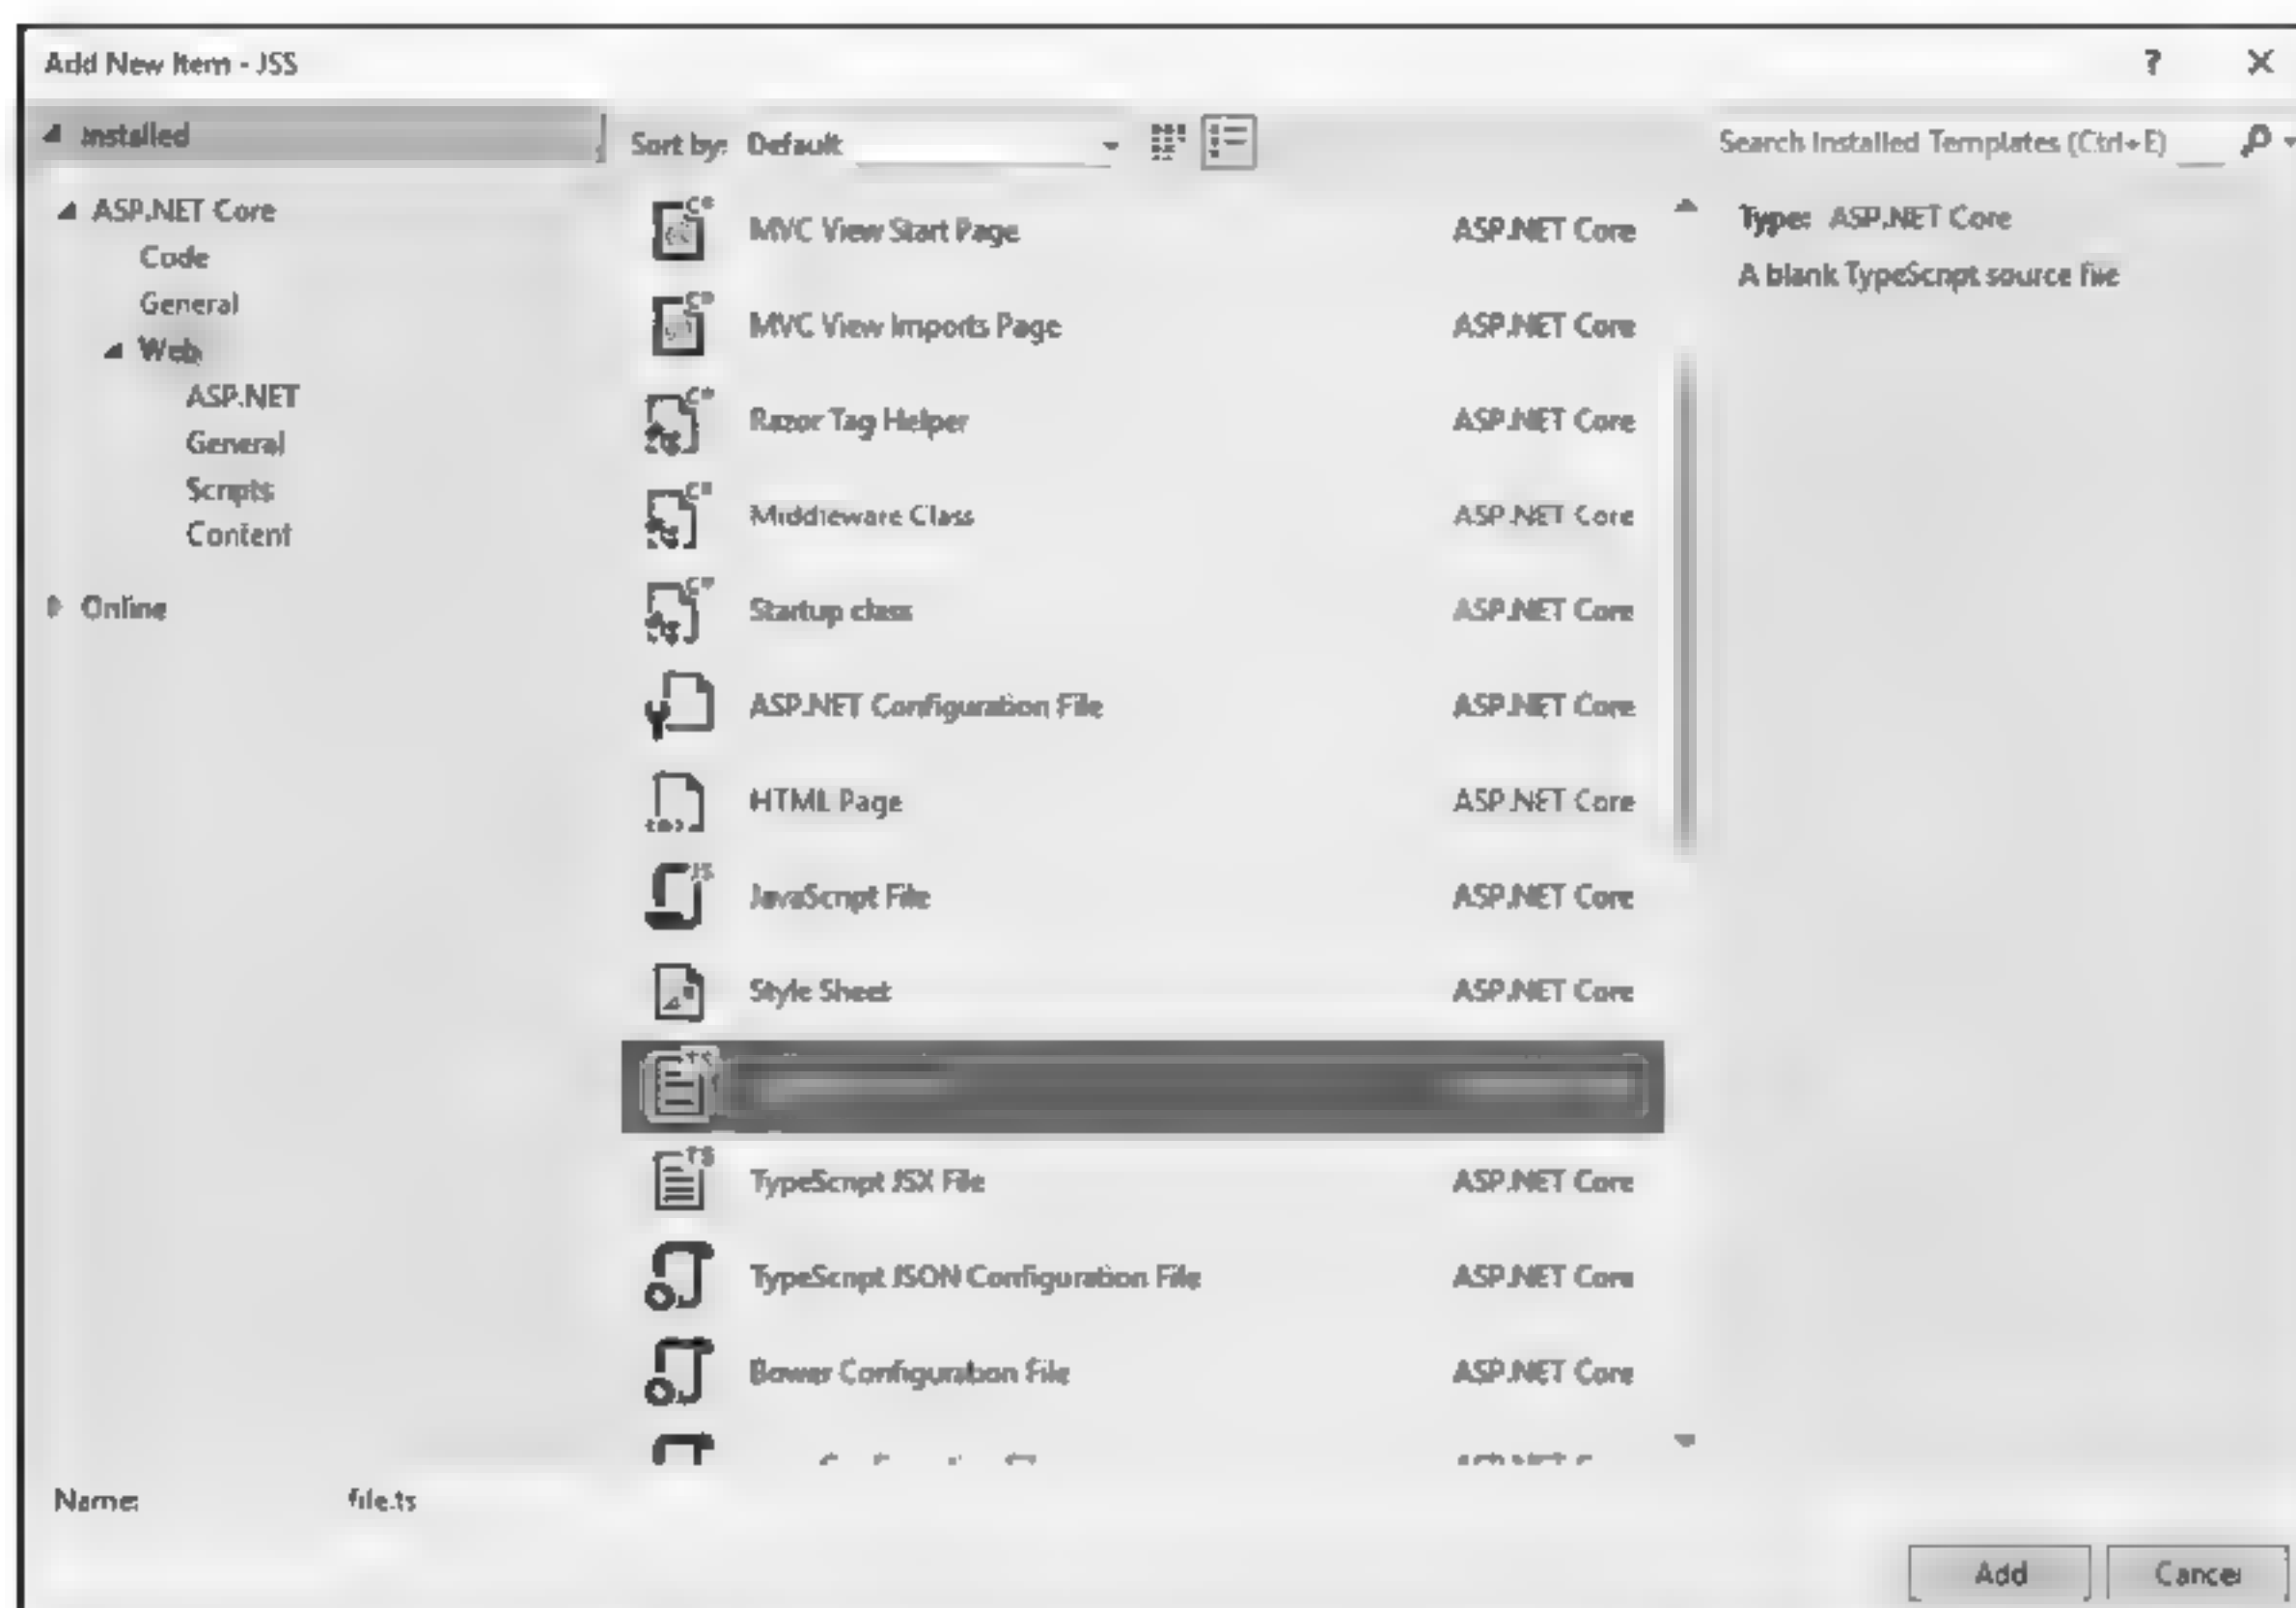 Add New Item - JSS
? X
Installed
Sort by: Default
Search Installed Templates (Ctrl+E)
ASP.NET Core
Code
General
Web
ASP.NET
General
Scripts
Content
Online
MVC View Start Page ASP.NET Core
MVC View Imports Page ASP.NET Core
Razor Tag Helper ASP.NET Core
Middleware Class ASP.NET Core
Startup class ASP.NET Core
ASP.NET Configuration File ASP.NET Core
HTML Page ASP.NET Core
JavaScript File ASP.NET Core
Style Sheet ASP.NET Core
TS
TypeScript JSX File ASP.NET Core
TypeScript JSON Configuration File ASP.NET Core
Bower Configuration File ASP.NET Core
Type: ASP.NET Core
A blank TypeScript source file
Name: file.ts
Add Cancel